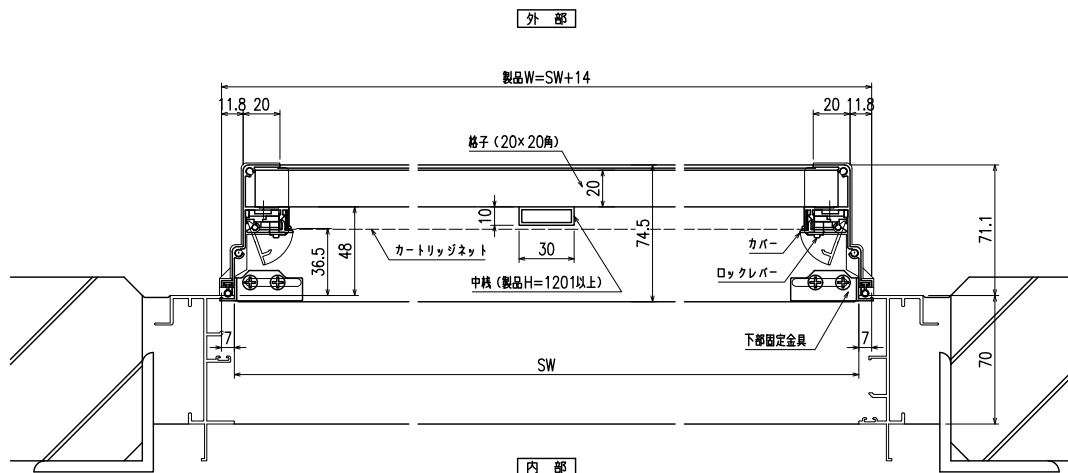 外 部
製品W=SW+14
11.8
20
20
11.8
格子（20×20角）
20
10
74.5
71.1
カートリッジネット
30
36.5
48
カバー
ロックレバー
中桟（製品H=1201以上）
下部固定金具
7
7
SW
70
内 部